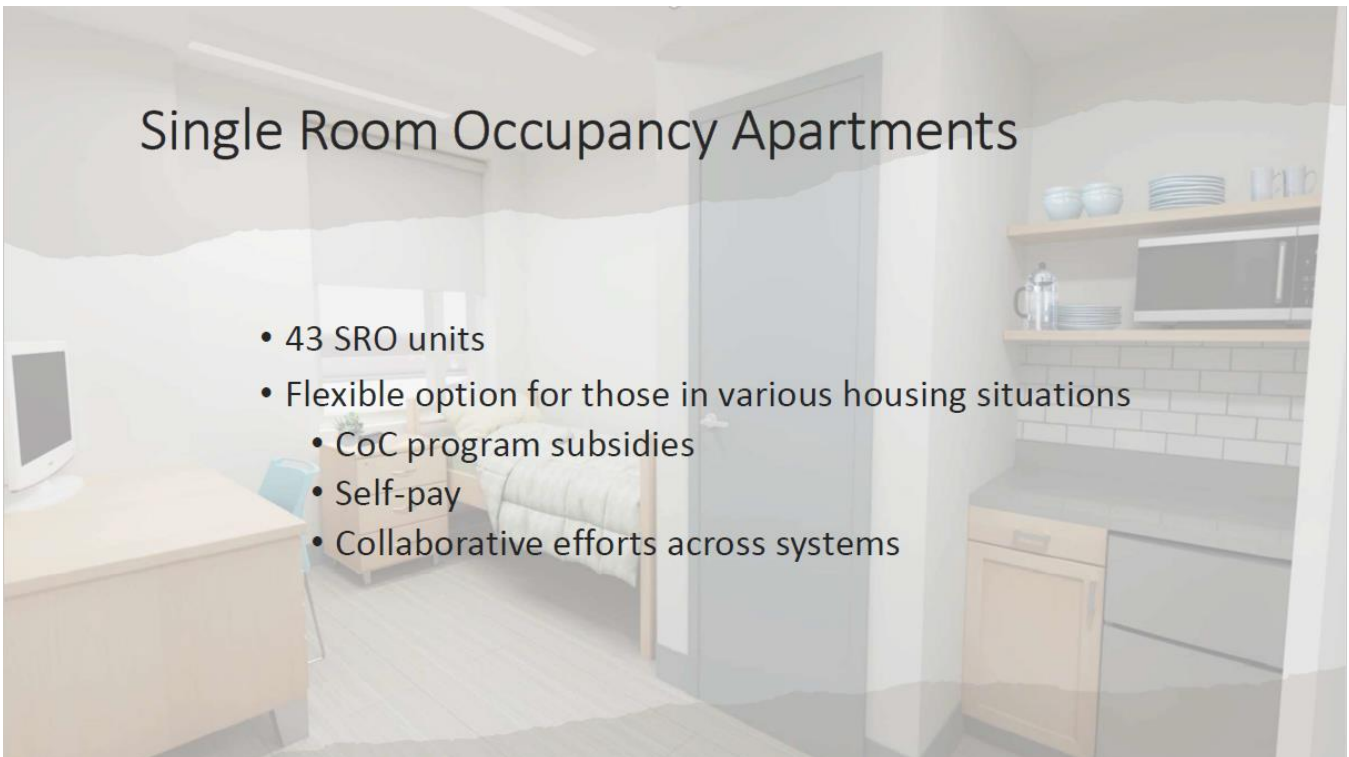 Single Room Occupancy Apartments
• 43 SRO units
• Flexible option for those in various housing situations
• CoC program subsidies
• Self-pay
• Collaborative efforts across systems